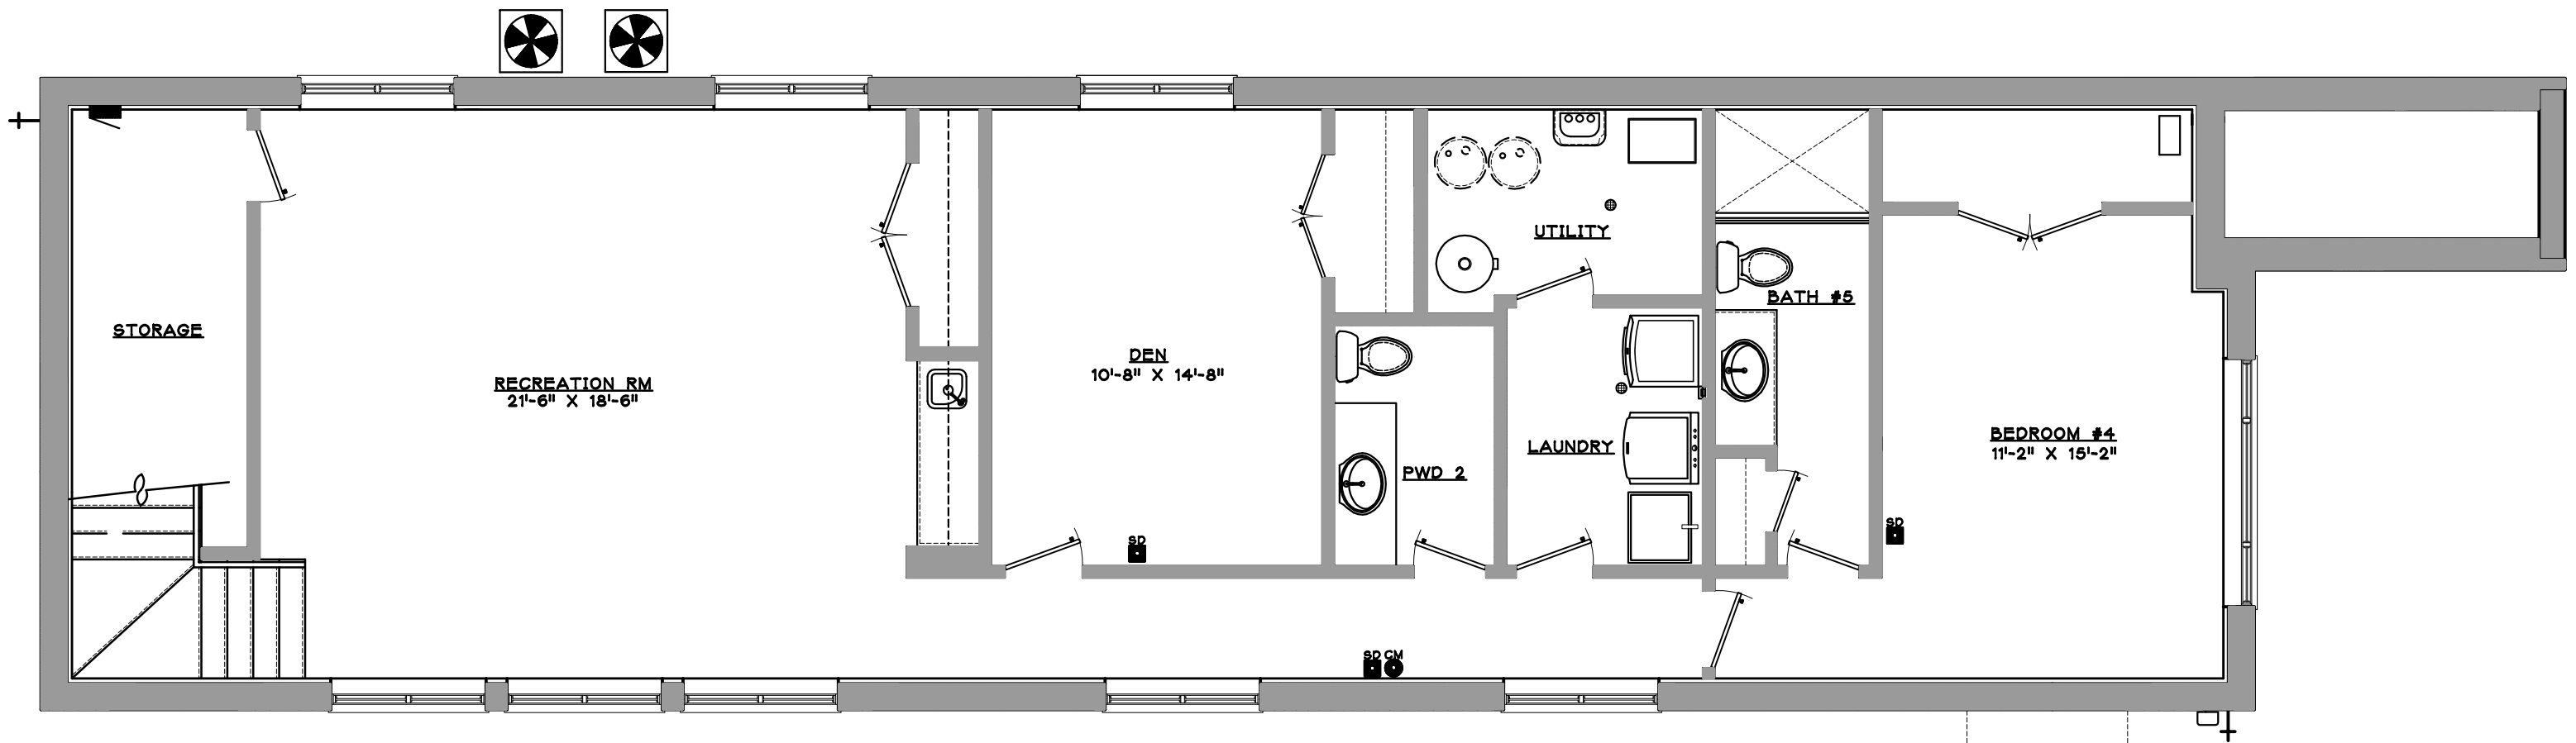 UTILITY
BATH #5
STORAGE
DEN
10'-8" X 14'-8"
RECREATION RM
21'-6" X 18'-6"
BEDROOM #4
11'-2" X 15'-2"
LAUNDRY
PWD 2
SD
SD
SD CM